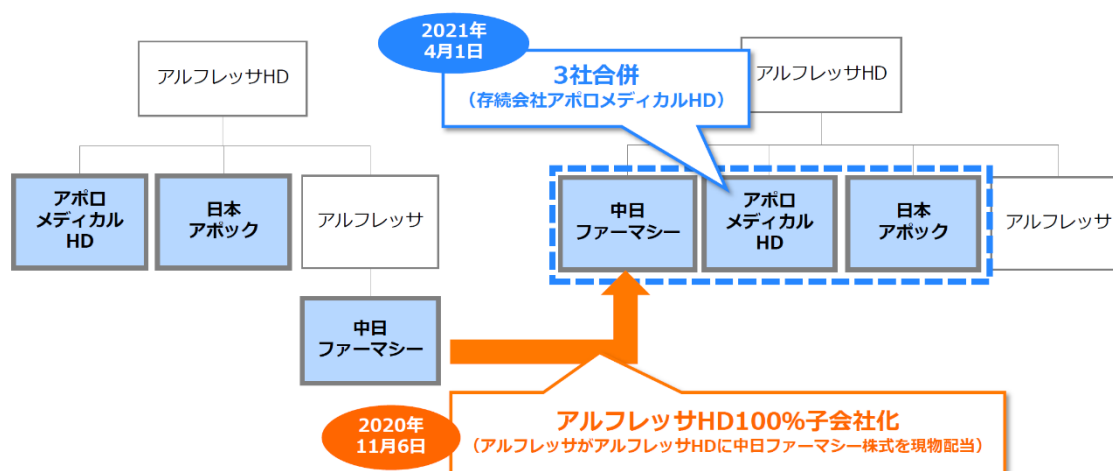 アルフレッサHD
アポロ
メディカル
HD
日本
アポック
アルフレッサ
中日
ファーマシー
2021年
4月1日
3社合併
（存続会社アポロメディカルHD）
アルフレッサHD
中日
ファーマシー
アポロ
メディカル
HD
日本
アポック
アルフレッサ
2020年
11月6日
アルフレッサHD100%子会社化
（アルフレッサがアルフレッサHDに中日ファーマシー株式を現物配当）